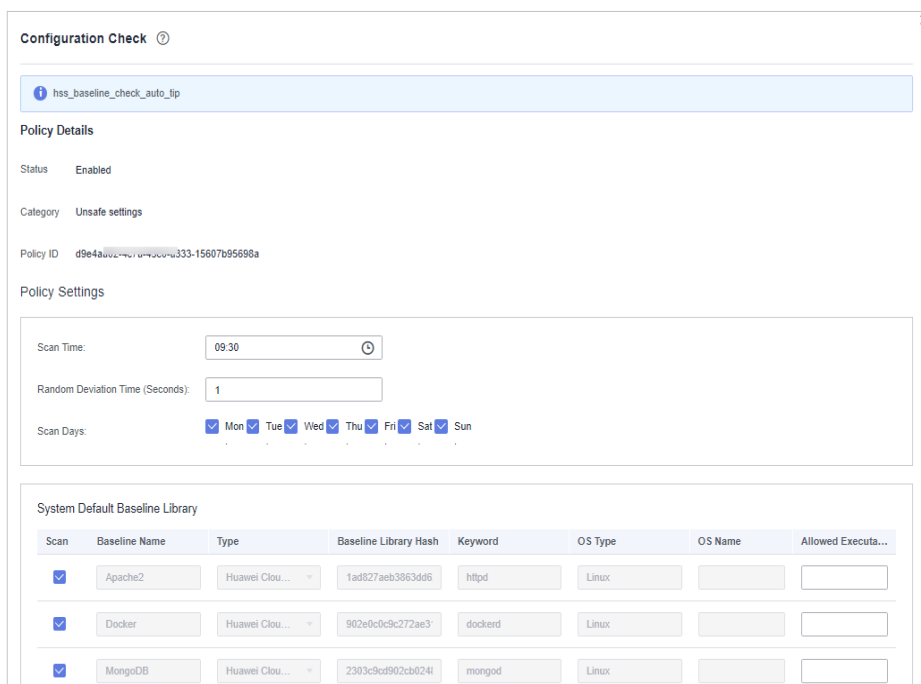 Configuration Check ?
hss_baseline_check_auto_tip
Policy Details
Status Enabled
Category Unsafe settings
Policy ID 333-15607b95698a
Policy Settings
Scan Time: 09:30
Random Deviation Time (Seconds): 1
Scan Days: Mon Tue Wed Thu Fri Sat Sun
System Default Baseline Library
Scan Baseline Name Type Baseline Library Hash Keyword OS Type OS Name Allowed Executa...
Apache2 Huawei Clou... 1ad827aeb3863dd6 httpd Linux
Docker Huawei Clou... 902e0c0c9c272ae3 dockerd Linux
MongoDB Huawei Clou... 2303c9cd902cb024 mongod Linux